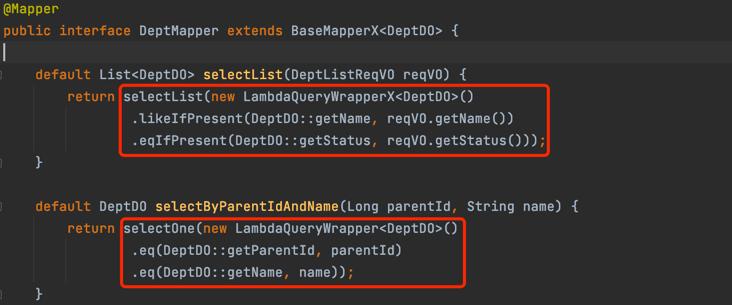 @Mapper
public interface DeptMapper extends BaseMapperX<DeptDO> {
default List<DeptDO> selectList(DeptListReqVO reqVO) {
return selectList(new LambdaQueryWrapperX<DeptDO>()
.likeIfPresent(DeptDO::getName, reqVO.getName())
.eqIfPresent(DeptDO::getStatus, reqVO.getStatus()));
}
default DeptDO selectByParentIdAndName(Long parentId, String name) {
return selectOne(new LambdaQueryWrapper<DeptDO>()
.eq(DeptDO::getParentId, parentId)
.eq(DeptDO::getName, name));
}